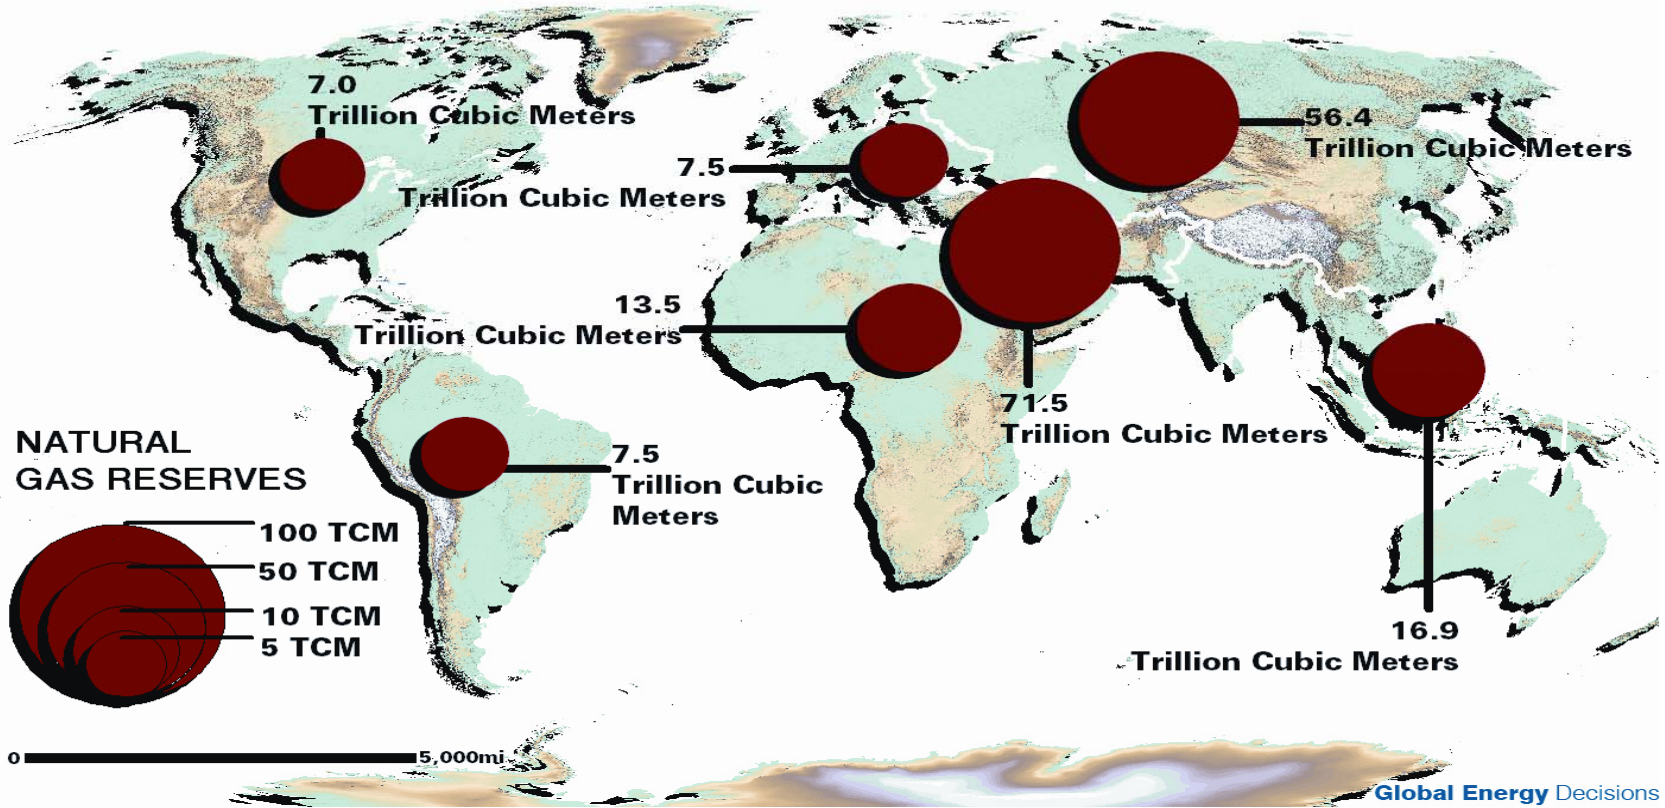 7.0
Trillion Cubic Meters
7.5
Trillion Cubic Meters
56.4
Trillion Cubic Meters
13.5
Trillion Cubic Meters
71.5
Trillion Cubic Meters
7.5
Trillion Cubic
Meters
16.9
Trillion Cubic Meters
NATURAL
GAS RESERVES
100 TCM
50 TCM
10 TCM
5 TCM
0 5,000mi
Global Energy Decisions